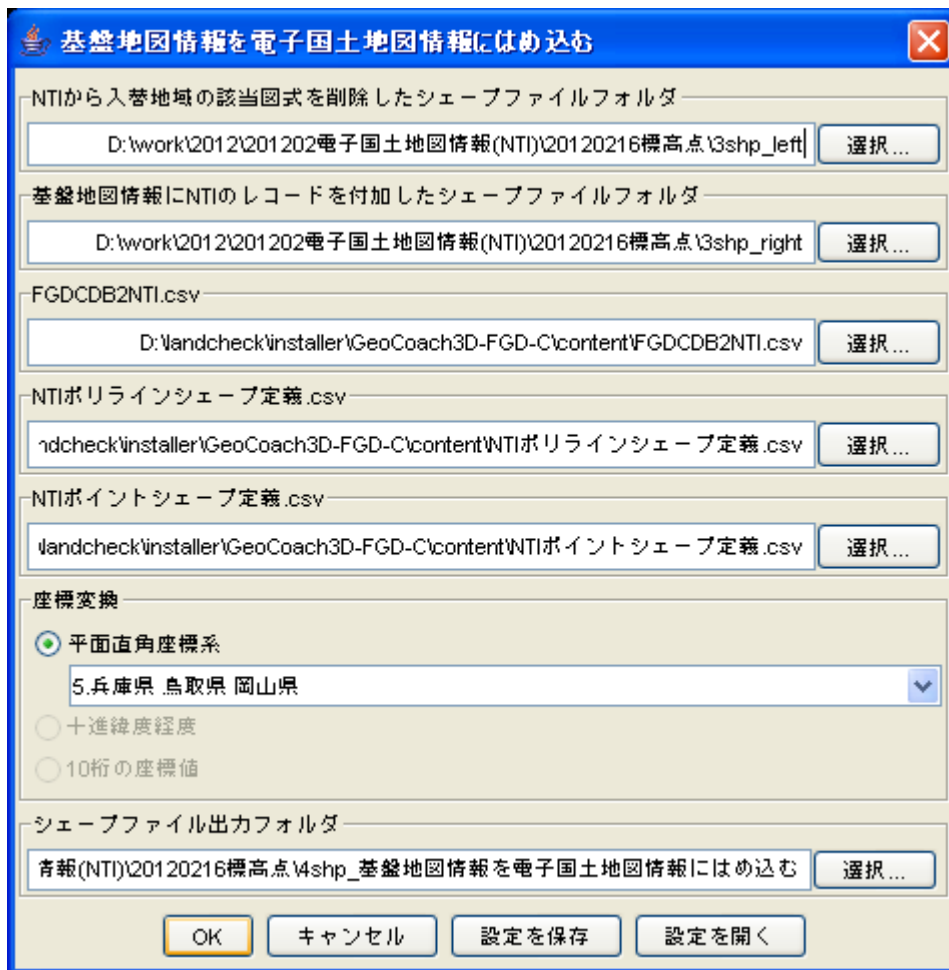 基盤地図情報を電子国土地図情報にはめ込む
NTIから入替地域の該当図式を削除したシェープファイルフォルダ
D:\work\2012\201202電子国土地図情報(NTI)\20120216標高点\3shp_left
選択...
基盤地図情報にNTIのレコードを付加したシェープファイルフォルダ
D:\work\2012\201202電子国土地図情報(NTI)\20120216標高点\3shp_right
選択...
FGDCDB2NTI.csv
D:\landcheck\installer\GeoCoach3D-FGD-C\content\FGDCDB2NTI.csv
選択...
NTIポリラインシェープ定義.csv
ndcheck\installer\GeoCoach3D-FGD-C\content\NTIポリラインシェープ定義.csv
選択...
NTIポイントシェープ定義.csv
\landcheck\installer\GeoCoach3D-FGD-C\content\NTIポイントシェープ定義.csv
選択...
座標変換
平面直角座標系
5.兵庫県 鳥取県 岡山県
十進緯度経度
10桁の座標値
シェープファイル出力フォルダ
情報(NTI)\20120216標高点\4shp_基盤地図情報を電子国土地図情報にはめ込む
選択...
OK
キャンセル
設定を保存
設定を開く